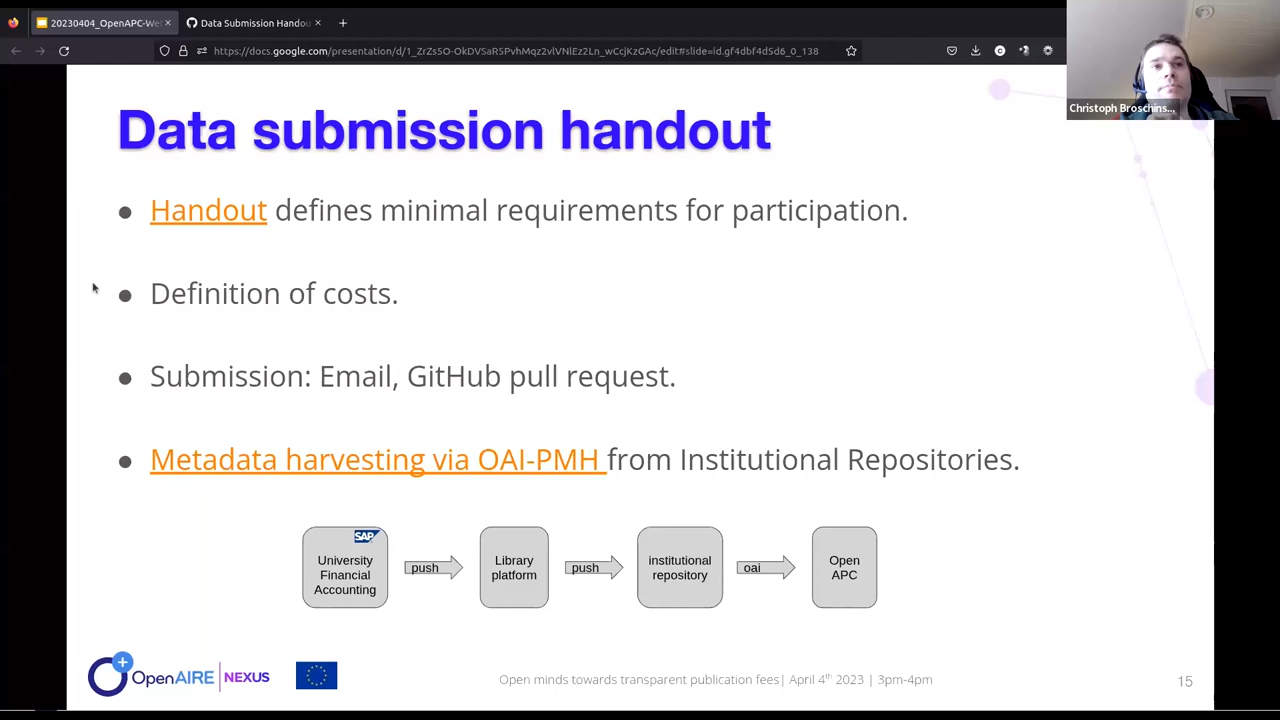 20230404_OpenAPC-We
Data Submission Handou
https://docs.google.com/presentation/d/1_ZrZs5O-OkDVSaR5PvhMqz2vlVNlEz2Ln_wCcjKzGAc/edit#slide=id.gf4dbf4d5d6_0_138
Christoph Broschins...
Data submission handout
● Handout defines minimal requirements for participation.
● Definition of costs.
● Submission: Email, GitHub pull request.
● Metadata harvesting via OAI-PMH from Institutional Repositories.
SAP
University
Financial
Accounting
push
Library
platform
push
institutional
repository
oai
Open
APC
OpenAIRE NEXUS
Open minds towards transparent publication fees| April 4th 2023 | 3pm-4pm
15